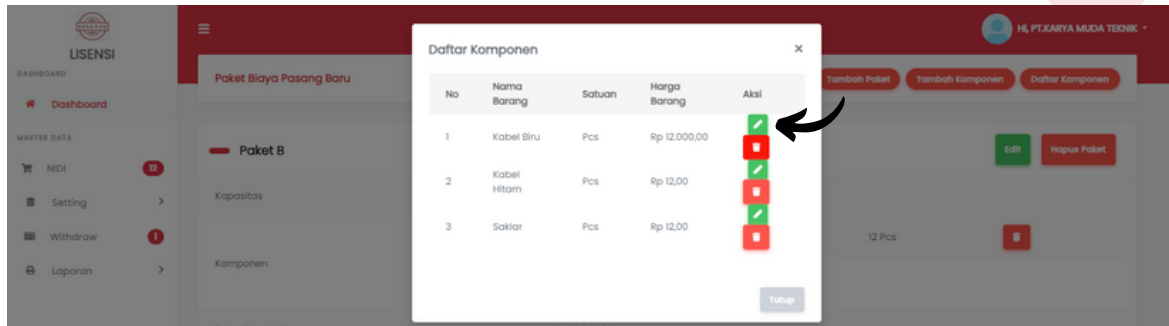 LISENSI
DASHBOARD
Dashboard
MASTER DATA
NIDI 12
Setting
Withdraw 1
Laporan
Hi, PT.KARYA MUDA TEKNIK
Paket Biaya Pasang Baru
Tambah Paket Tambah Komponen Daftar Komponen
Paket B
Edit Hapus Paket
Kapasitas
Komponen
12 Pcs
Daftar Komponen ×
No Nama Barang Satuan Harga Barang Aksi
1 Kabel Biru Pcs Rp 12.000,00
2 Kabel Hitam Pcs Rp 12,00
3 Saklar Pcs Rp 12,00
Tutup